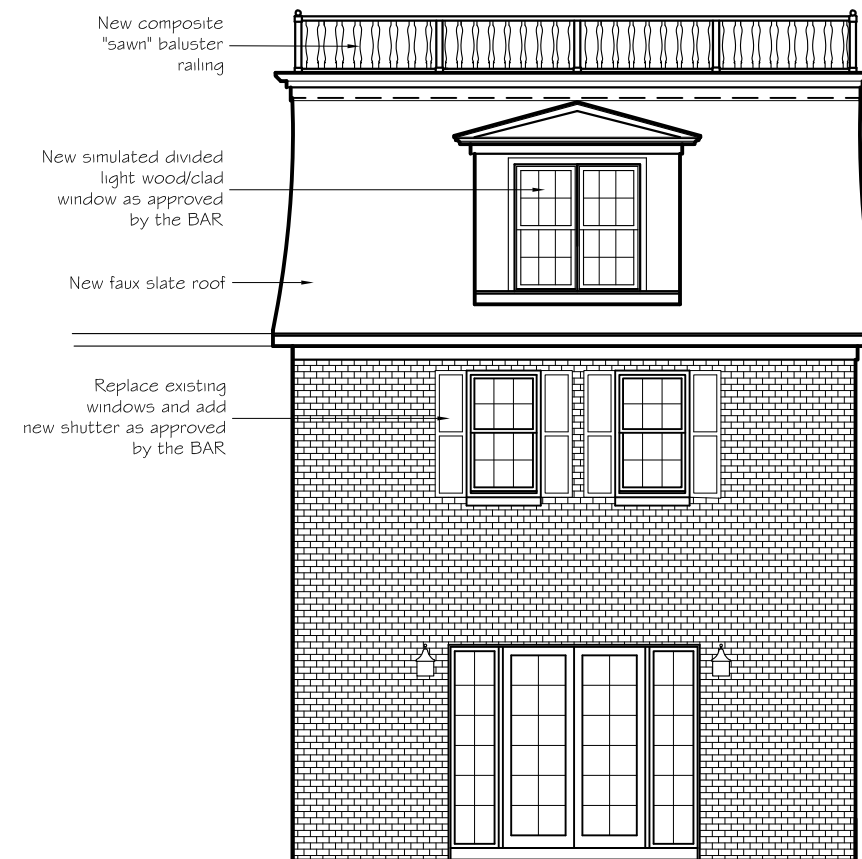 New composite
"sawn" baluster
railing
New simulated divided
light wood/clad
window as approved
by the BAR
New faux slate roof
Replace existing
windows and add
new shutter as approved
by the BAR